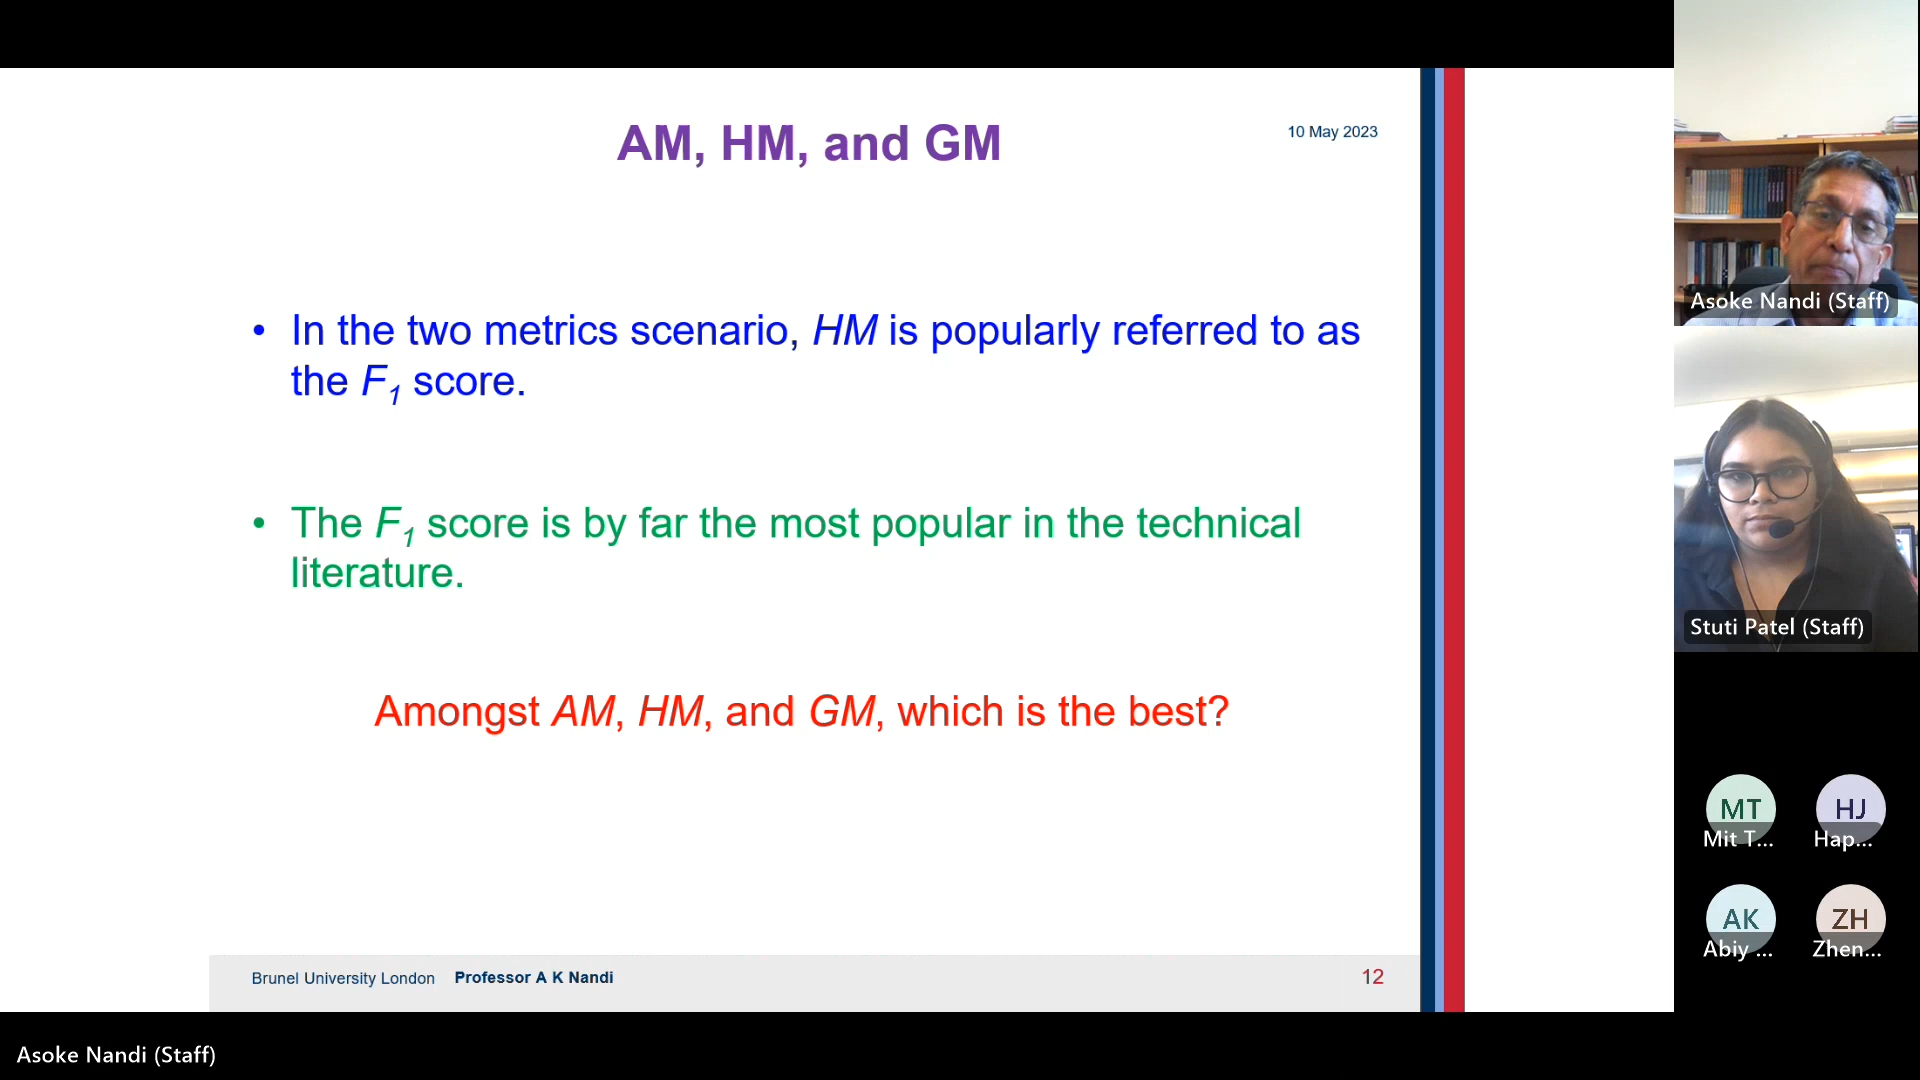 AM, HM, and GM
10 May 2023
• In the two metrics scenario, HM is popularly referred to as
the F1 score.
• The F1 score is by far the most popular in the technical
literature.
Amongst AM, HM, and GM, which is the best?
Brunel University London Professor A K Nandi
12
Asoke Nandi (Staff)
Stuti Patel (Staff)
MT
Mit T...
HJ
Hap...
AK
Abiy ...
ZH
Zhen...
Asoke Nandi (Staff)